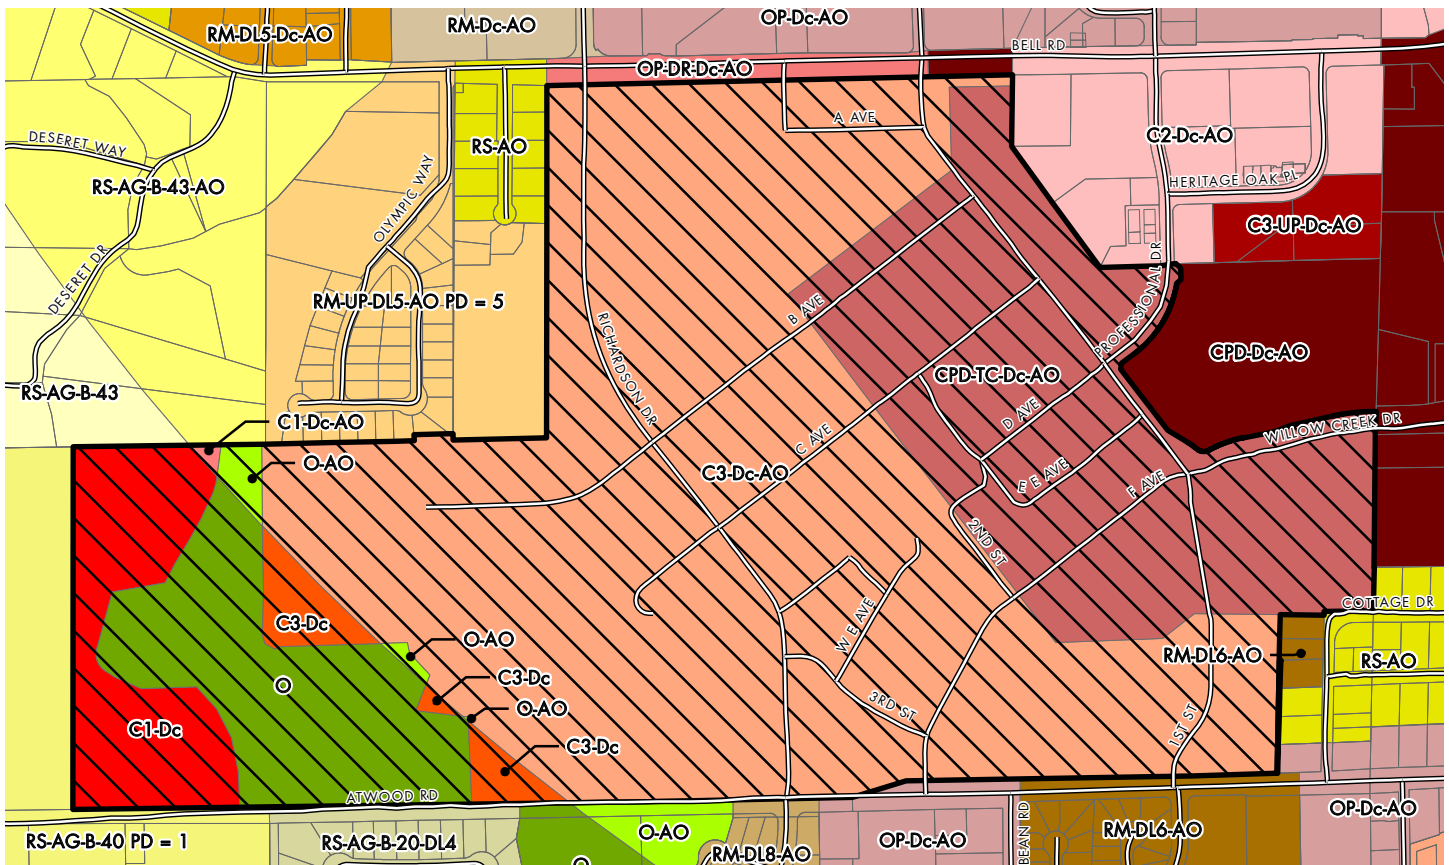 OP-Dc-AO
RM-Dc-AO
RM-DL5-Dc-AO
BELL RD
OP-DR-Dc-AO
A AVE
C2-Dc-AO
DESERET WAY
RS-AO
RS-AG-B-43-AO
HERITAGE OAK PL
OLYMPIC WAY
C3-UP-Dc-AO
DESERET DR
PROFESSIONAL DR
RM-UP-DL5-AO PD = 5
B AVE
RICHARDSON DR
CPD-Dc-AO
CPD-TC-Dc-AO
RS-AG-B-43
D AVE
C1-Dc-AO
WILLOW CREEK DR
C AVE
O-AO
C3-Dc-AO
E E AVE
F AVE
2ND ST
COTTAGE DR
C3-Dc
W E AVE
O-AO
RM-DL6-AO
RS-AO
C3-Dc
O
3RD ST
O-AO
C1-Dc
1ST ST
C3-Dc
ATWOOD RD
OP-Dc-AO
RS-AG-B-40 PD = 1
RS-AG-B-20-DL4
O-AO
OP-Dc-AO
BEAN RD
RM-DL6-AO
RM-DL8-AO
O